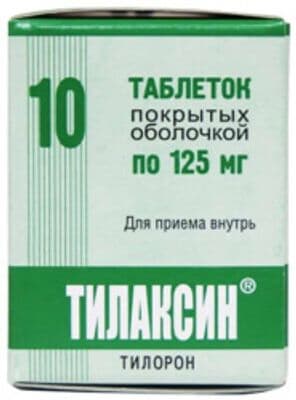 10
ТАБЛЕТОК
покрытых
оболочкой
по 125 мг
Для приема внутрь
ТИЛАКСИН®
ТИЛОРОН